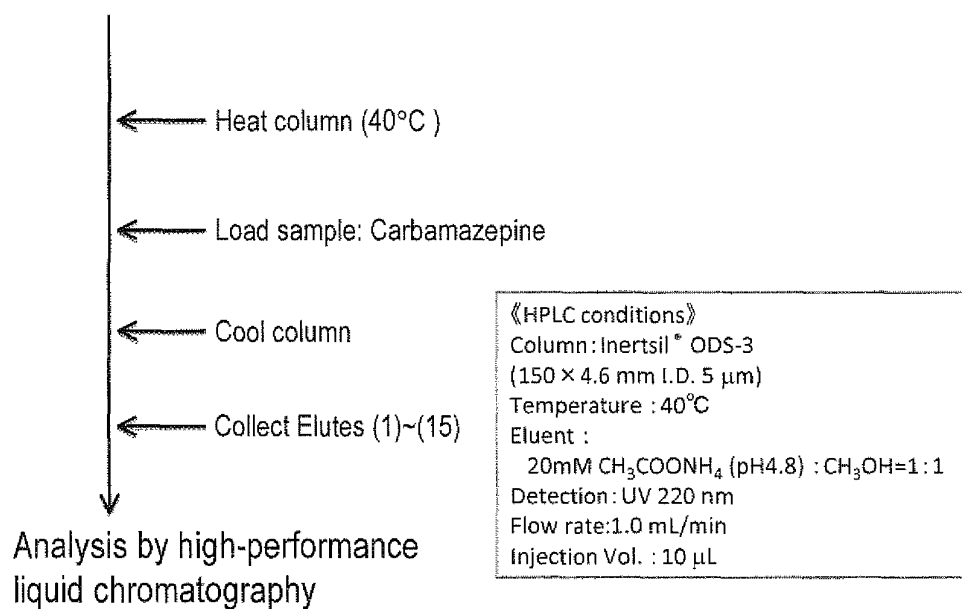 Heat column (40°C )
Load sample: Carbamazepine
Cool column
Collect Elutes (1)~(15)
Analysis by high-performance
liquid chromatography
《HPLC conditions》
Column:Inertsil® ODS-3
(150 × 4.6 mm I.D. 5 μm)
Temperature : 40℃
Eluent :
20mM CH₃COONH₄ (pH4.8) : CH₃OH=1:1
Detection:UV 220 nm
Flow rate:1.0 mL/min
Injection Vol. : 10 μL